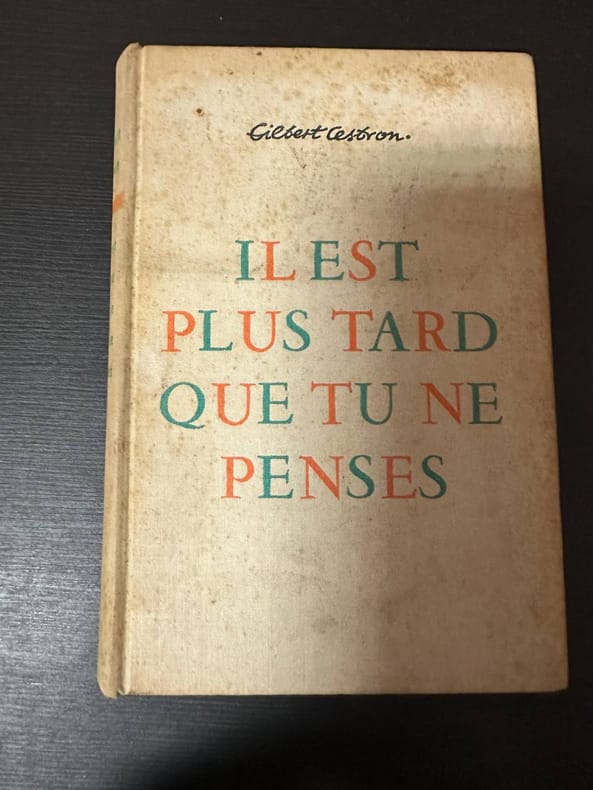 Gilbert Cesbron.
IL EST
PLUS TARD
QUE TU NE
PENSES